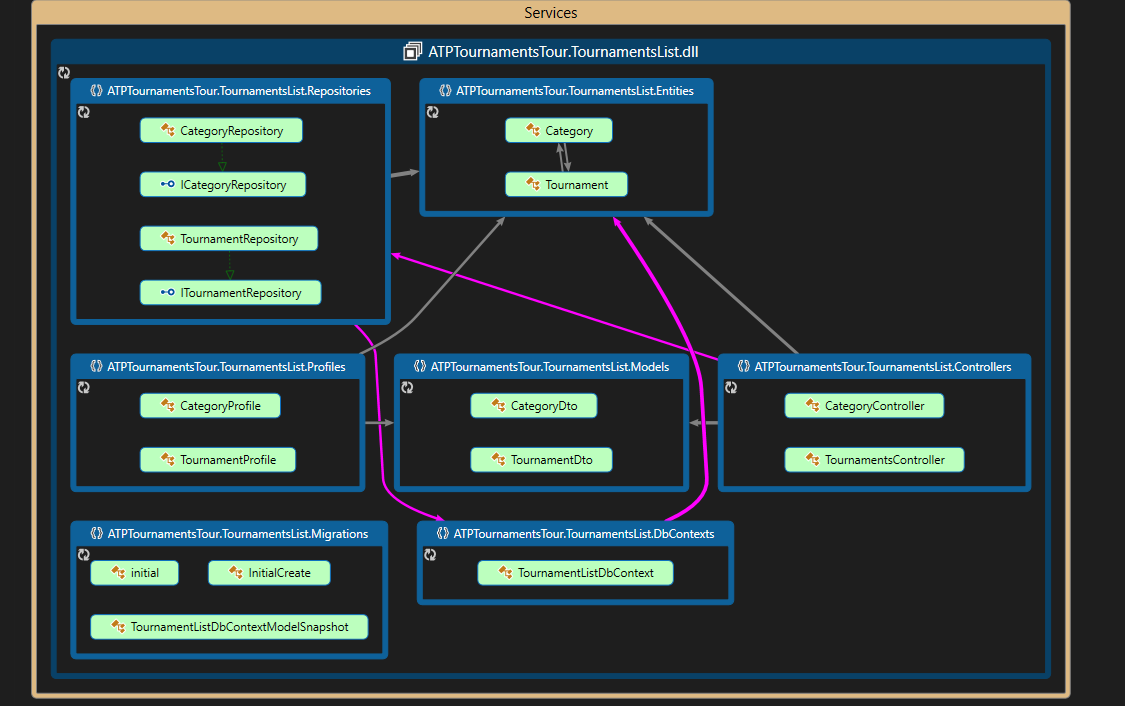 Services
ATPTournamentsTour.TournamentsList.dll
ATPTournamentsTour.TournamentsList.Repositories
CategoryRepository
ICategoryRepository
TournamentRepository
ITournamentRepository
ATPTournamentsTour.TournamentsList.Entities
Category
Tournament
ATPTournamentsTour.TournamentsList.Profiles
CategoryProfile
TournamentProfile
ATPTournamentsTour.TournamentsList.Models
CategoryDto
TournamentDto
ATPTournamentsTour.TournamentsList.Controllers
CategoryController
TournamentsController
ATPTournamentsTour.TournamentsList.Migrations
initial
InitialCreate
TournamentListDbContextModelSnapshot
ATPTournamentsTour.TournamentsList.DbContexts
TournamentListDbContext